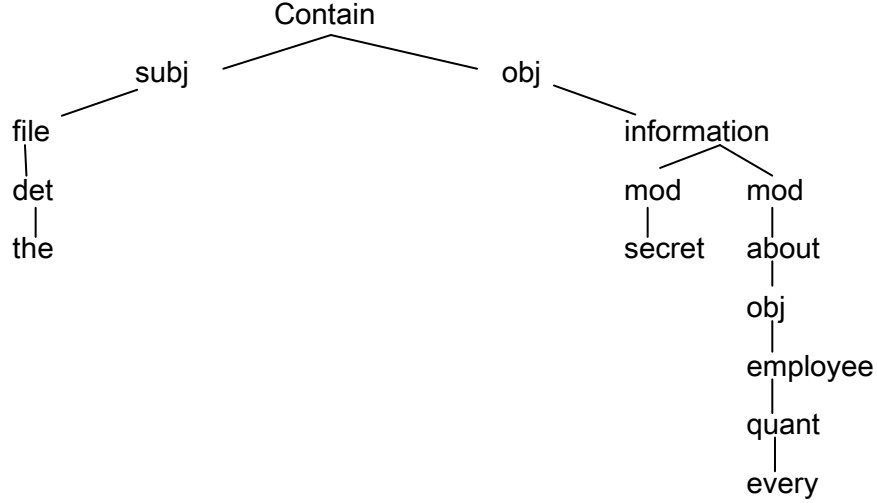 Contain
subj obj
file information
det mod mod
the secret about
obj
employee
quant
every